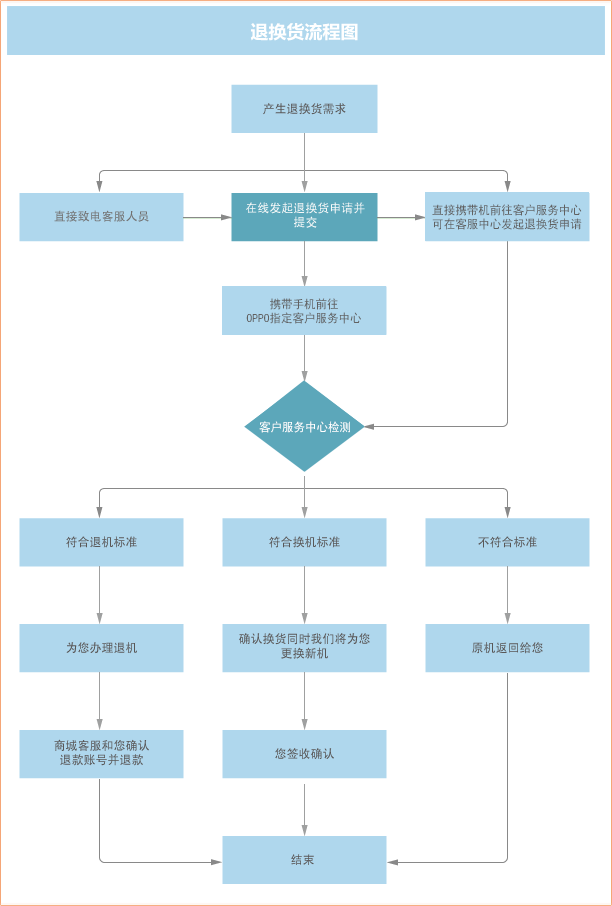 退换货流程图
产生退换货需求
直接致电客服人员
在线发起退换货申请并
提交
直接携带机前往客户服务中心
可在客服中心发起退换货申请
携带手机前往
OPPO指定客户服务中心
客户服务中心检测
符合退机标准
符合换机标准
不符合标准
为您办理退机
确认换货同时我们将为您
更换新机
原机返回给您
商城客服和您确认
退款账号并退款
您签收确认
结束